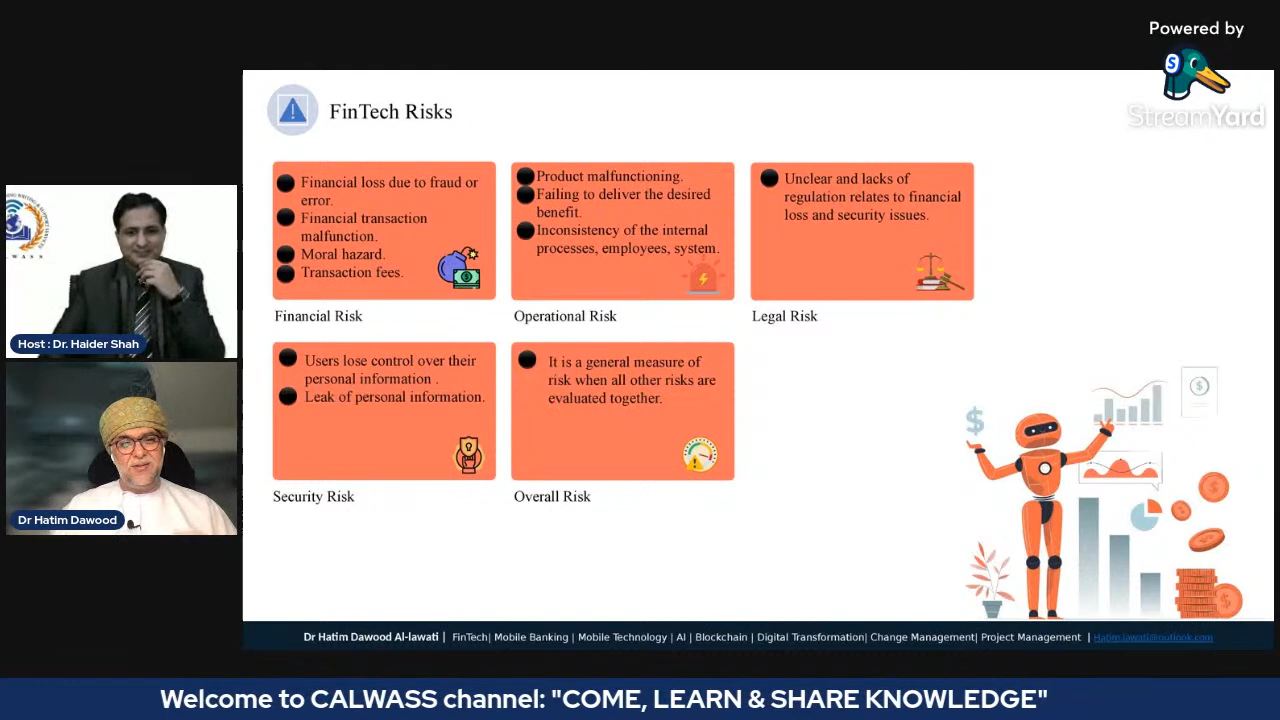 Powered by
S
StreamYard
FinTech Risks
Financial loss due to fraud or
error.
Financial transaction
malfunction.
Moral hazard.
Transaction fees.
Financial Risk
Product malfunctioning.
Failing to deliver the desired
benefit.
Inconsistency of the internal
processes, employees, system.
Operational Risk
Unclear and lacks of
regulation relates to financial
loss and security issues.
Legal Risk
Users lose control over their
personal information .
Leak of personal information.
Security Risk
It is a general measure of
risk when all other risks are
evaluated together.
Overall Risk
Host : Dr. Haider Shah
Dr Hatim Dawood
Dr Hatim Dawood Al-lawati | FinTech| Mobile Banking | Mobile Technology | AI | Blockchain | Digital Transformation| Change Management| Project Management | Hatim.lawati@outlook.com
Welcome to CALWASS channel: "COME, LEARN & SHARE KNOWLEDGE"